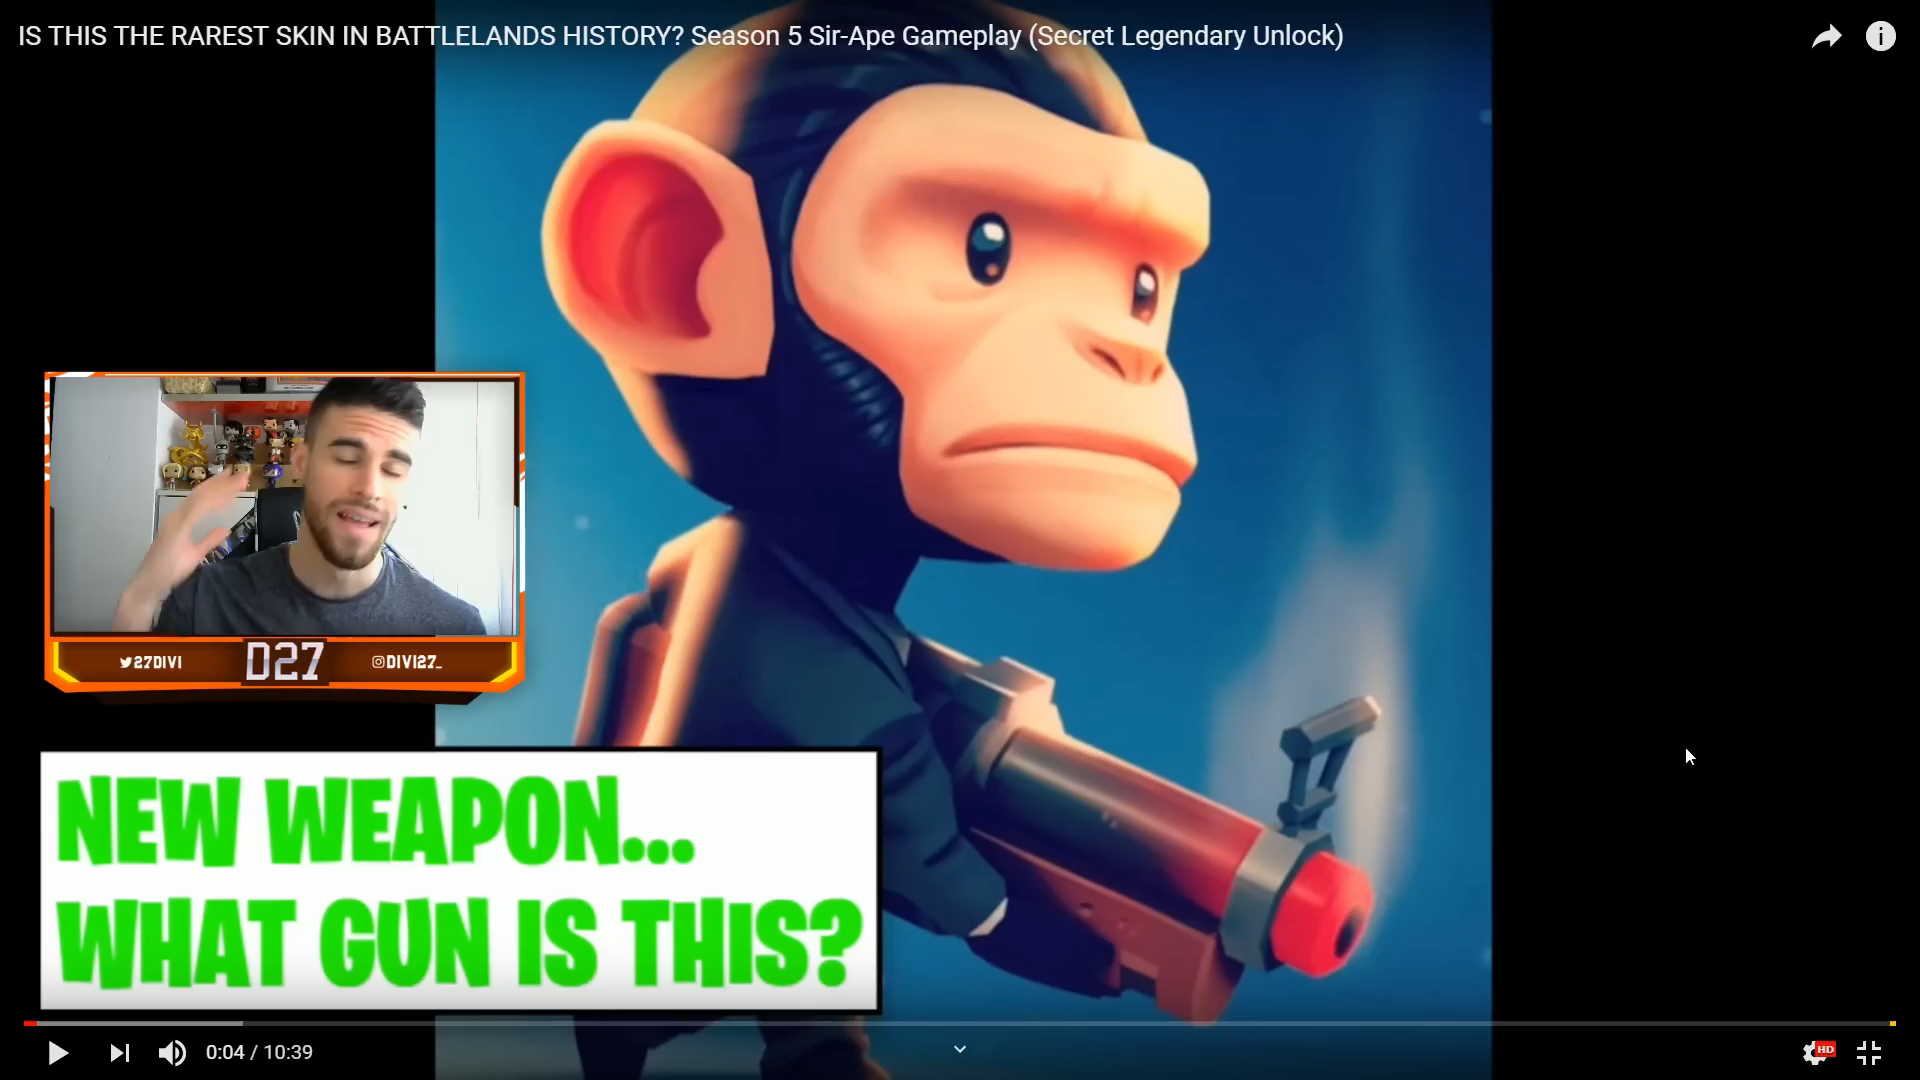 IS THIS THE RAREST SKIN IN BATTLELANDS HISTORY? Season 5 Sir-Ape Gameplay (Secret Legendary Unlock)
27DIVI D27 DIVI27_
NEW WEAPON...
WHAT GUN IS THIS?
0:04 / 10:39
HD